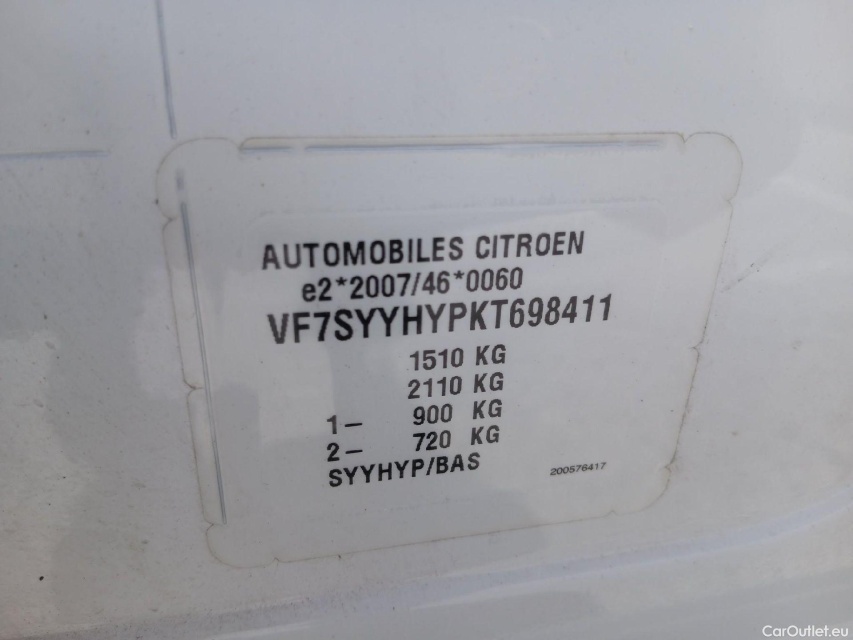 AUTOMOBILES CITROEN
e2*2007/46*0060
VF7SYYHYPKT698411
1510 KG
2110 KG
1– 900 KG
2– 720 KG
SYYHYP/BAS
200576417
CarOutlet.eu